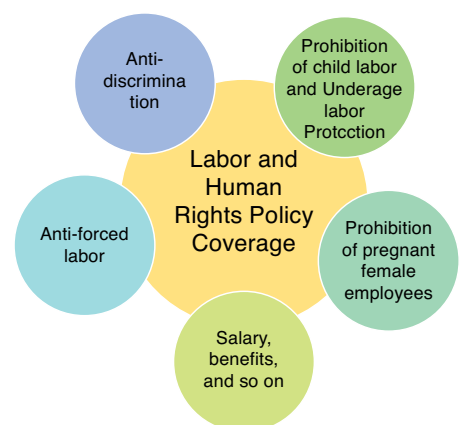 Anti-
discrimina
tion
Prohibition
of child labor
and Underage
labor
Protcction
Labor and
Human
Rights Policy
Coverage
Anti-forced
labor
Prohibition
of pregnant
female
employees
Salary,
benefits,
and so on